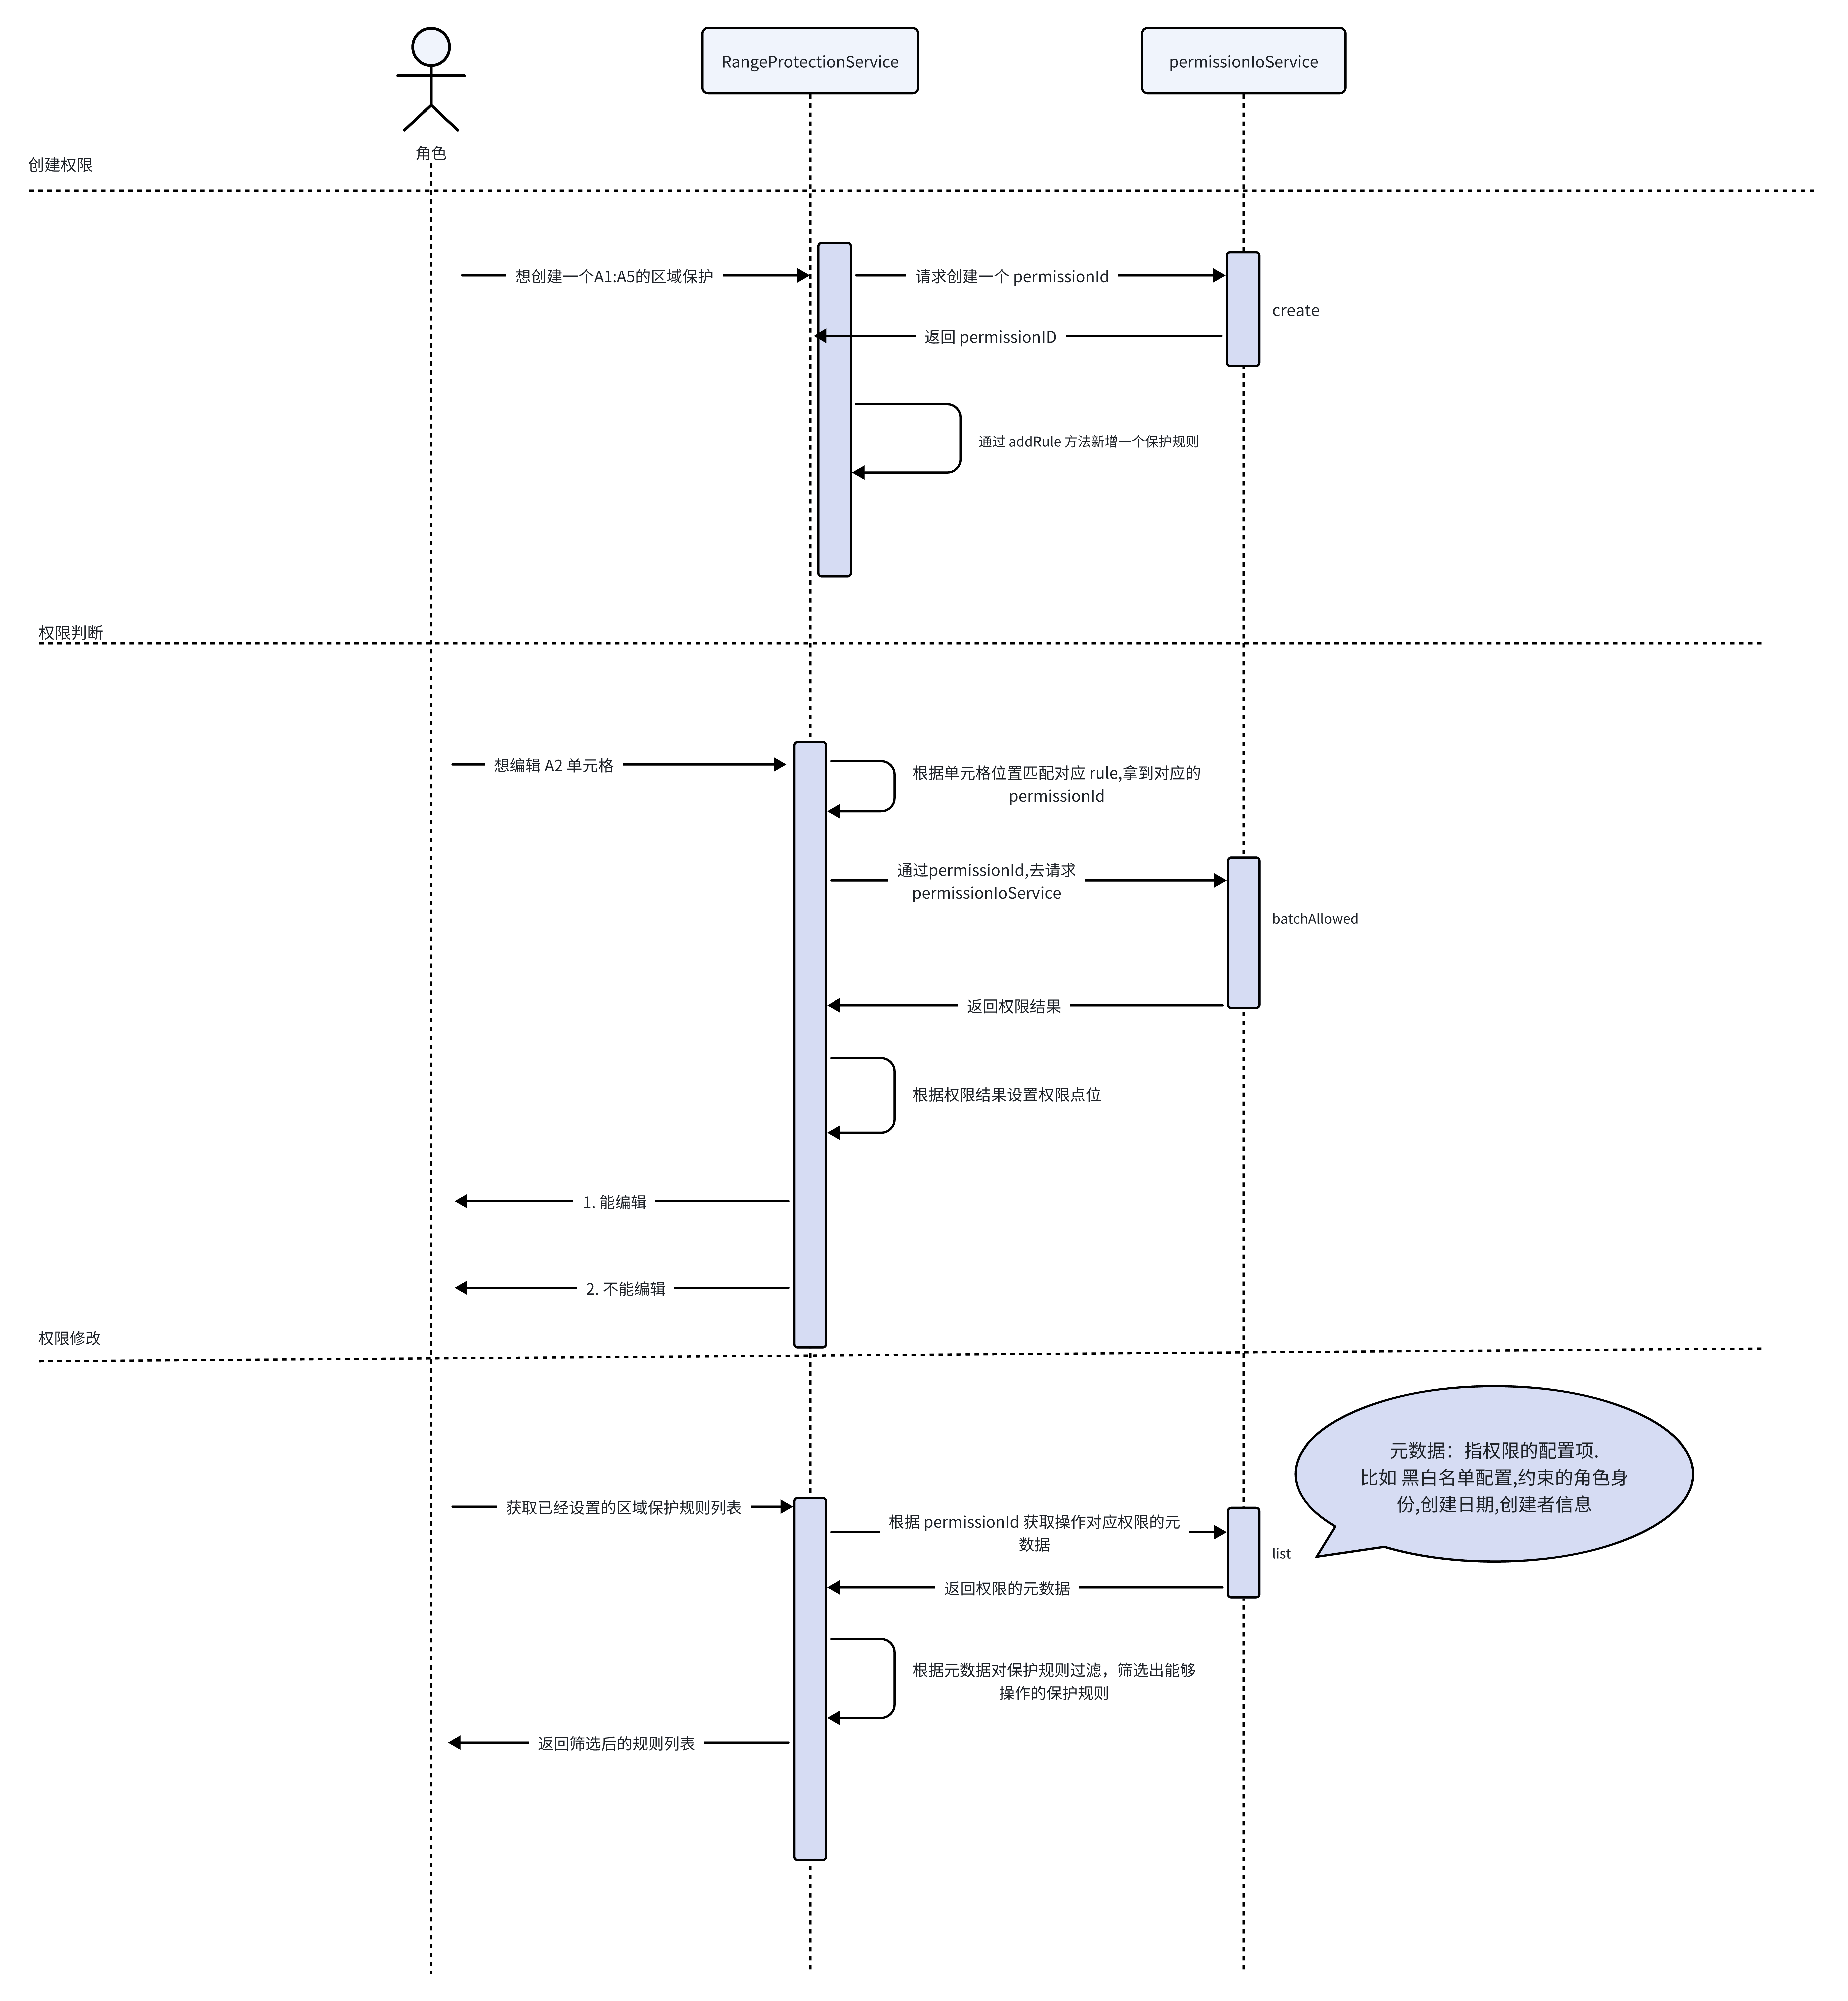 RangeProtectionService
permissionIoService
角色
创建权限
想创建一个A1:A5的区域保护
请求创建一个 permissionId
create
返回 permissionID
通过 addRule 方法新增一个保护规则
权限判断
想编辑 A2 单元格
根据单元格位置匹配对应 rule,拿到对应的
permissionId
通过permissionId,去请求
permissionIoService
batchAllowed
返回权限结果
根据权限结果设置权限点位
1. 能编辑
2. 不能编辑
权限修改
元数据：指权限的配置项.
比如 黑白名单配置,约束的角色身
份,创建日期,创建者信息
获取已经设置的区域保护规则列表
根据 permissionId 获取操作对应权限的元
数据
list
返回权限的元数据
根据元数据对保护规则过滤，筛选出能够
操作的保护规则
返回筛选后的规则列表